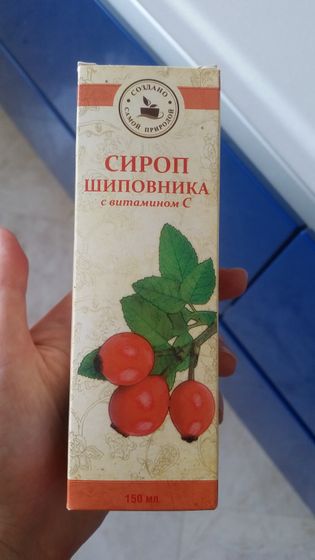 СОЗДАНО
САМОЙ ПРИРОДОЙ
СИРОП
ШИПОВНИКА
с витамином С
150 мл